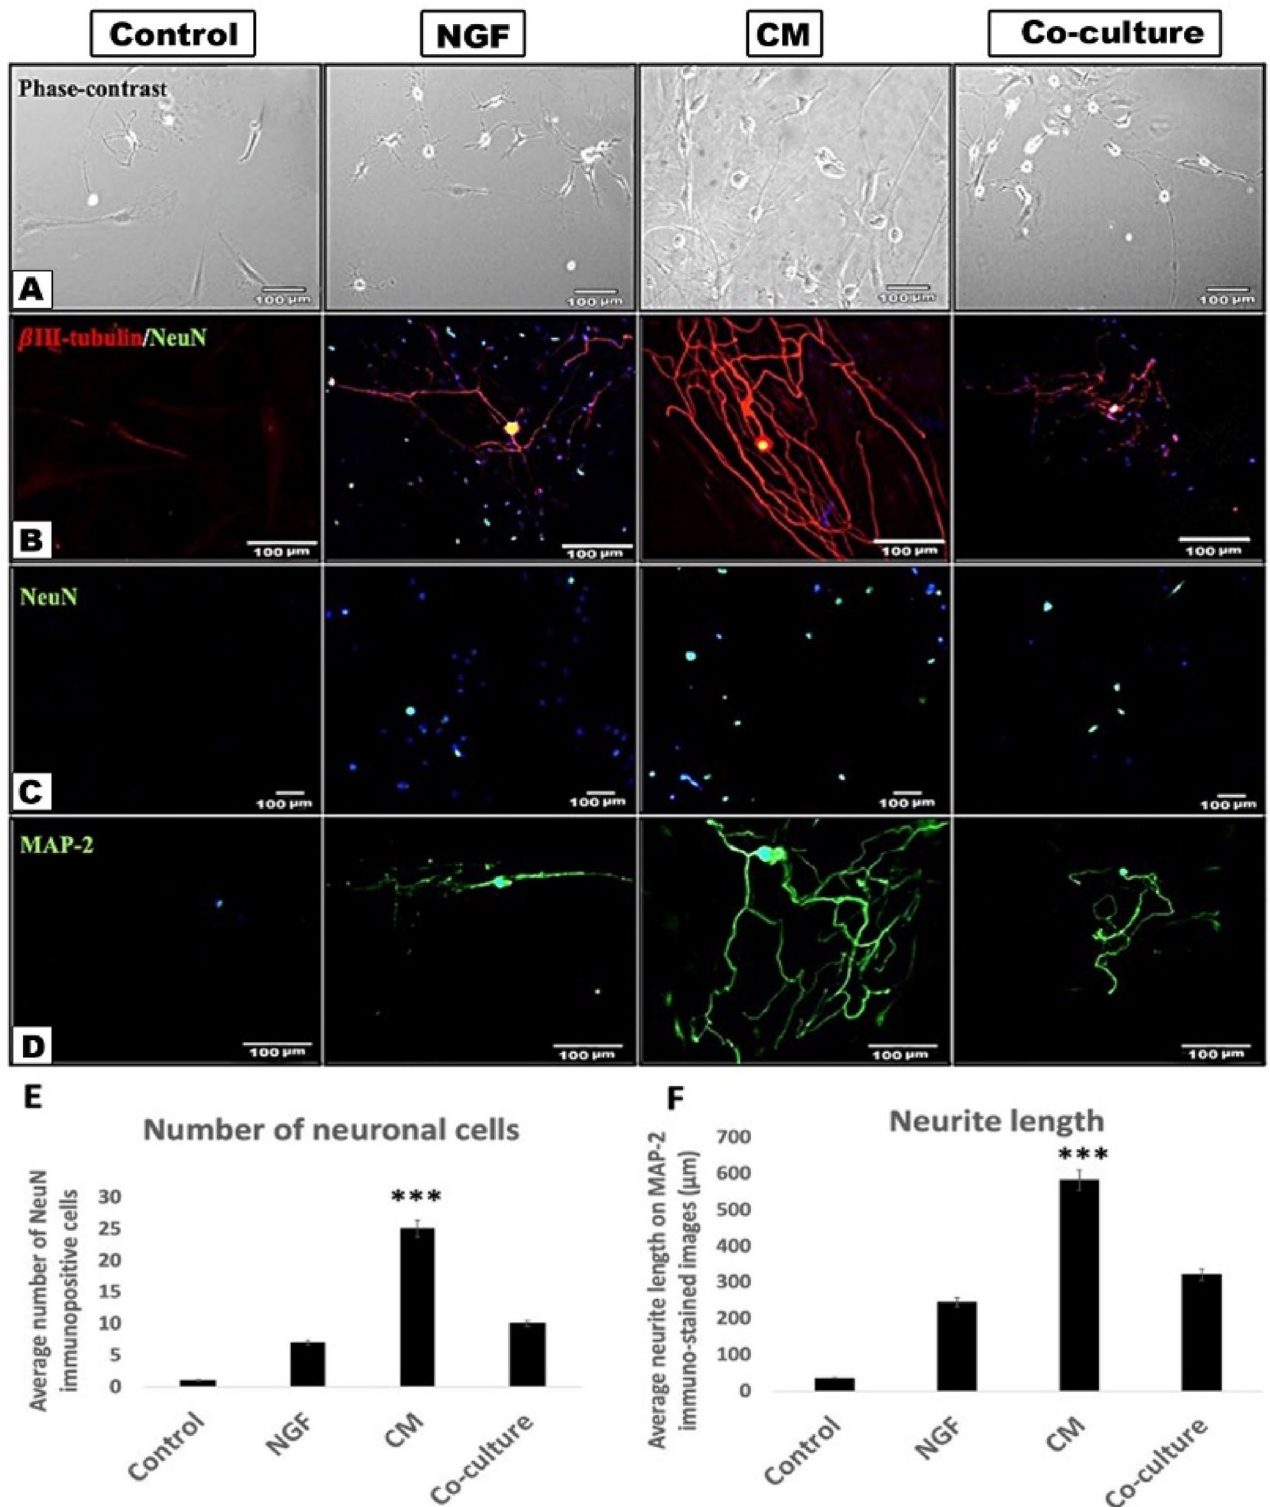 Control NGF CM Co-culture
Phase-contrast
A
100 µm 100 µm 100 µm 100 µm
βIII-tubulin/NeuN
B
100 µm 100 µm 100 µm 100 µm
NeuN
C
100 µm 100 µm 100 µm 100 µm
MAP-2
D
100 µm 100 µm 100 µm 100 µm
E
Number of neuronal cells
Average number of NeuN
immunopositive cells
30
25
20
15
10
5
0
***
Control NGF CM Co-culture
F
Neurite length
Average neurite length on MAP-2
immuno-stained images (µm)
700
600
500
400
300
200
100
0
***
Control NGF CM Co-culture